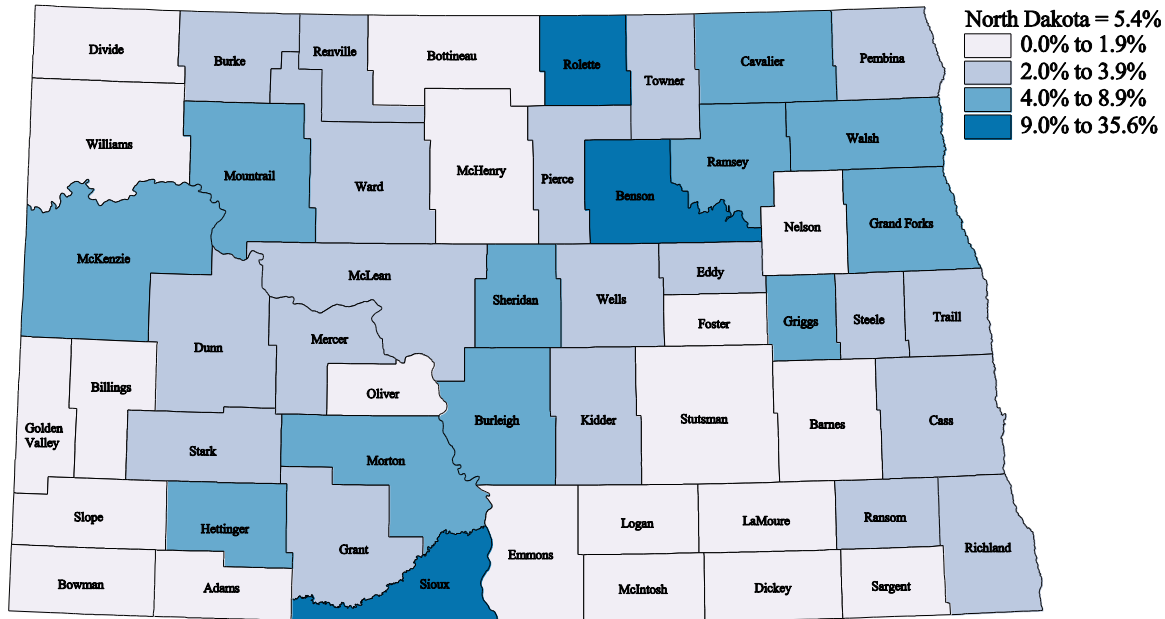 North Dakota = 5.4%
0.0% to 1.9%
2.0% to 3.9%
4.0% to 8.9%
9.0% to 35.6%
Divide
Burke
Renville
Bottineau
Rolette
Towner
Cavalier
Pembina
Williams
Mountrail
Ward
McHenry
Pierce
Benson
Ramsey
Walsh
Nelson
Grand Forks
McKenzie
McLean
Sheridan
Wells
Eddy
Foster
Griggs
Steele
Traill
Dunn
Mercer
Oliver
Billings
Golden
Valley
Stark
Morton
Burleigh
Kidder
Stutsman
Barnes
Cass
Slope
Hettinger
Grant
Sioux
Emmons
Logan
LaMoure
Ransom
Richland
Bowman
Adams
McIntosh
Dickey
Sargent